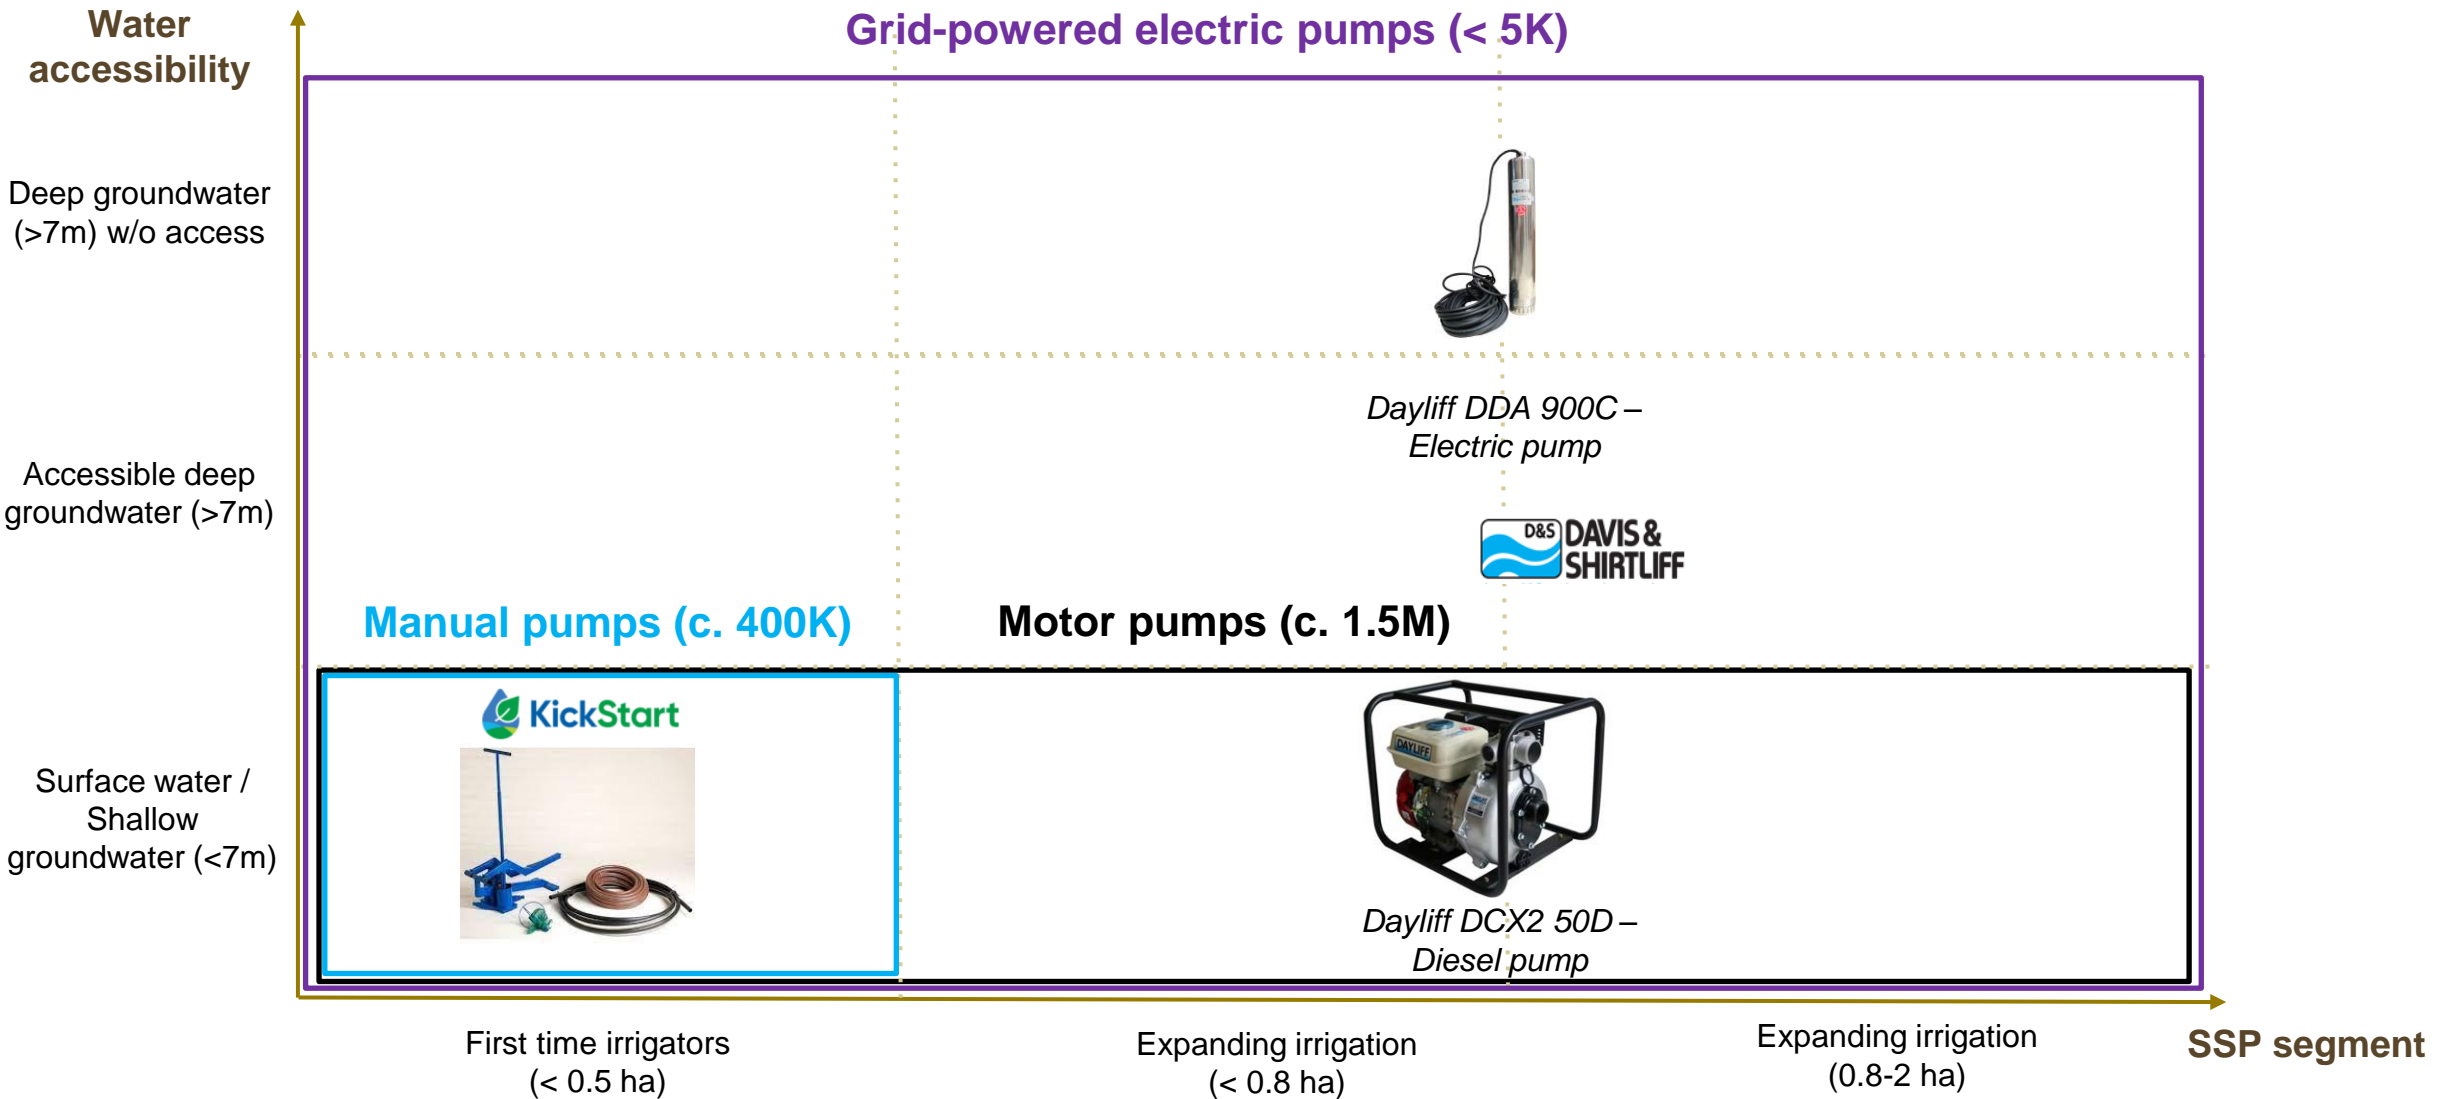 Water
accessibility
Grid-powered electric pumps (< 5K)
Deep groundwater
(>7m) w/o access
Dayliff DDA 900C –
Electric pump
Accessible deep
groundwater (>7m)
D&S DAVIS &
SHIRTLIFF
Manual pumps (c. 400K)
Motor pumps (c. 1.5M)
KickStart
DAYLIFF
Surface water /
Shallow
groundwater (<7m)
Dayliff DCX2 50D –
Diesel pump
First time irrigators
(< 0.5 ha)
Expanding irrigation
(< 0.8 ha)
Expanding irrigation
(0.8-2 ha)
SSP segment